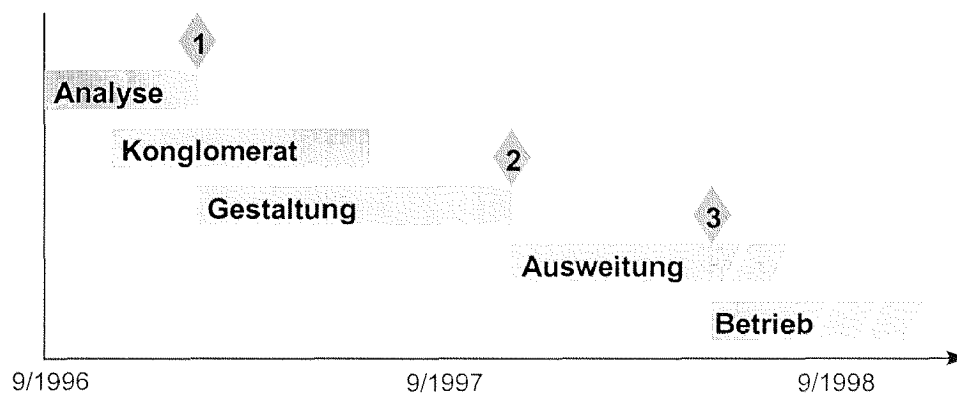 1
Analyse
Konglomerat
2
Gestaltung
3
Ausweitung
Betrieb
9/1996 9/1997 9/1998